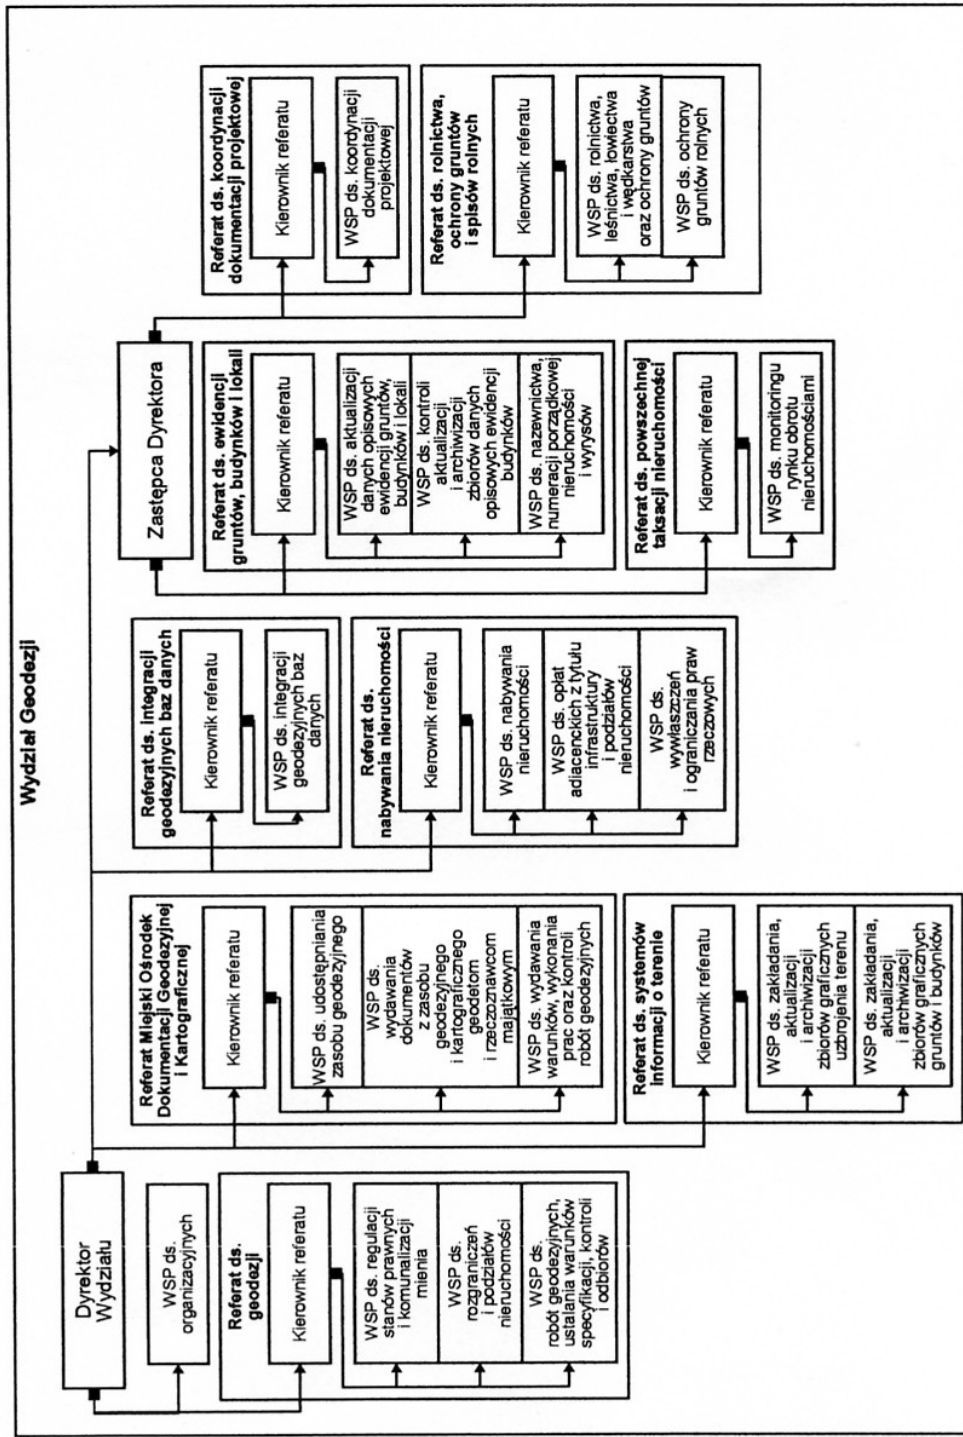 Wydział Geodezji
Dyrektor
Wydziału
WSP ds.
organizacyjnych
Referat ds.
geodezji
Kierownik referatu
WSP ds. regulacji
stanów prawnych
i komunalizacji
mienia
WSP ds.
rozgraniczeń
i podziałów
nieruchomości
WSP ds.
robót geodezyjnych,
ustalania warunków
specyfikacji, kontroli
i odbiorów
Referat Miejski Ośrodek
Dokumentacji Geodezyjnej
i Kartograficznej
Kierownik referatu
WSP ds. udostępniania
zasobu geodezyjnego
WSP ds.
wydawania
dokumentów
z zasobu
geodezyjnego
i kartograficznego
geodetom
i rzeczoznawcom
majątkowym
WSP ds. wydawania
warunków, wykonania
prac oraz kontroli
robót geodezyjnych
Referat ds. systemów
informacji o terenie
Kierownik referatu
WSP ds. zakładania,
aktualizacji
i archiwizacji
zbiorów graficznych
uzbrojenia terenu
WSP ds. zakładania,
aktualizacji
i archiwizacji
zbiorów graficznych
gruntu i budynków
Referat ds. integracji
geodezyjnych baz danych
Kierownik referatu
WSP ds. integracji
geodezyjnych baz
danych
Referat ds.
nabywania nieruchomości
Kierownik referatu
WSP ds. nabywania
nieruchomości
WSP ds. opłat
adiacenckich z tytułu
infrastruktury
i podziałów
nieruchomości
WSP ds.
wywłaszczeń
i ograniczania praw
rzeczowych
Zastępca Dyrektora
Referat ds. ewidencji
gruntów, budynków i lokali
Kierownik referatu
WSP ds. aktualizacji
danych opisowych
ewidencji gruntów,
budynków i lokali
WSP ds. kontroli
aktualizacji
i archiwizacji
zbiorów danych
opisowych ewidencji
budynków
WSP ds. nazewnictwa,
numeracji porządkowej
nieruchomości
i wyrysów
Referat ds. powszechnej
taksacji nieruchomości
Kierownik referatu
WSP ds. monitoringu
rynku obrotu
nieruchomościami
Referat ds. koordynacji
dokumentacji projektowej
Kierownik referatu
WSP ds. koordynacji
dokumentacji
projektowej
Referat ds. rolnictwa,
ochrony gruntów
i spisów rolnych
Kierownik referatu
WSP ds. rolnictwa,
leśnictwa, łowiectwa
i wędkarstwa
oraz ochrony gruntów
WSP ds. ochrony
gruntów rolnych